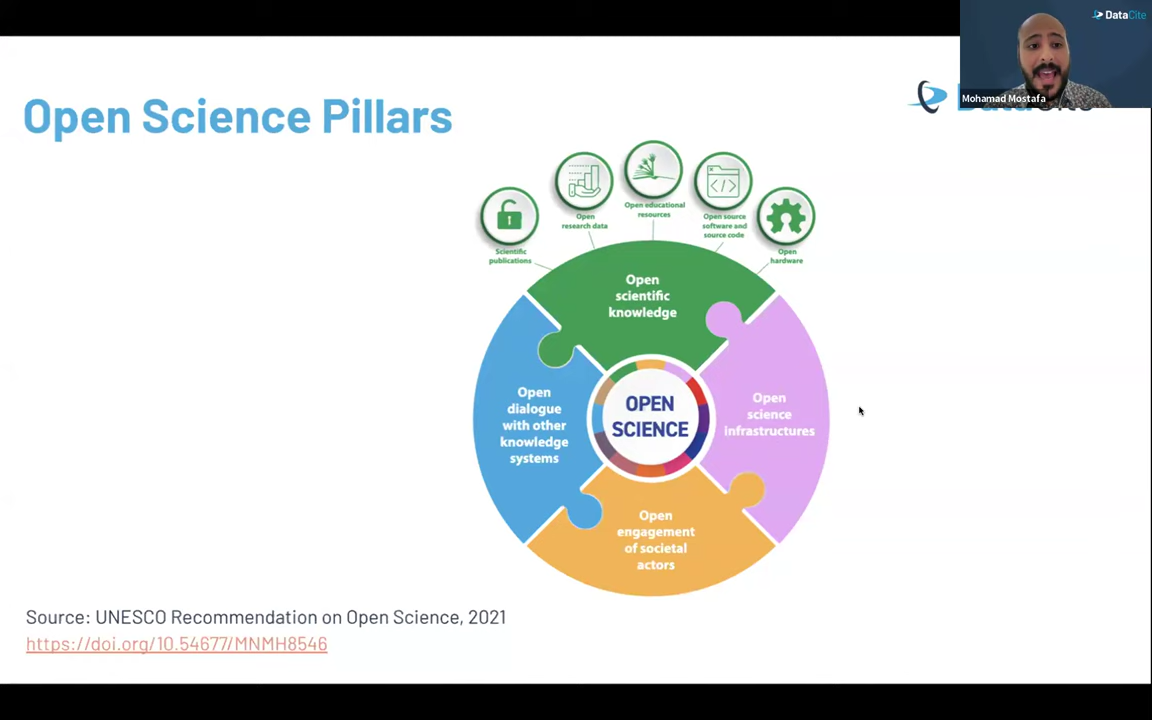 DataCite
Mohamad Mostafa
Open Science Pillars
Scientific
publications
Open
research data
Open educational
resources
Open source
software and
source code
</>
Open
hardware
Open
scientific
knowledge
Open
dialogue
with other
knowledge
systems
OPEN
SCIENCE
Open
science
infrastructures
Open
engagement
of societal
actors
Source: UNESCO Recommendation on Open Science, 2021
https://doi.org/10.54677/MNMH8546